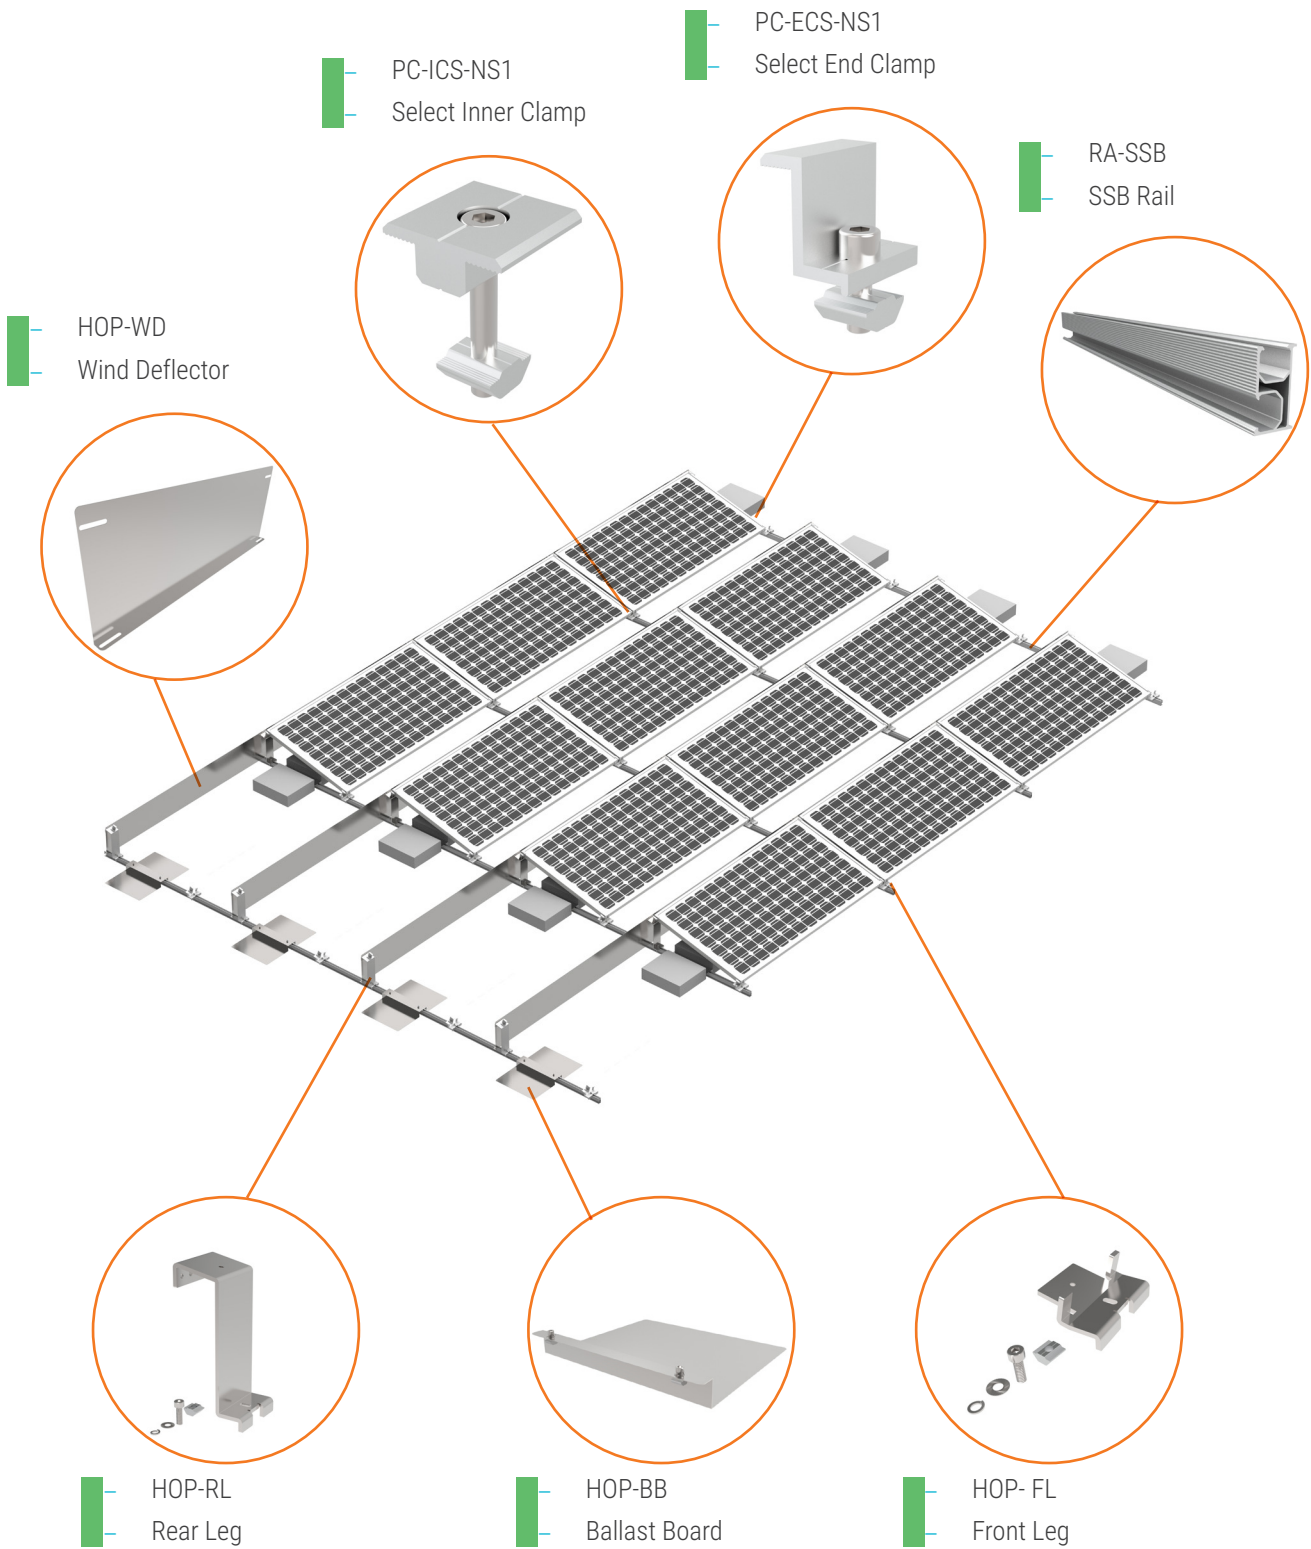 PC-ECS-NS1
Select End Clamp
PC-ICS-NS1
Select Inner Clamp
RA-SSB
SSB Rail
HOP-WD
Wind Deflector
HOP-RL
Rear Leg
HOP-BB
Ballast Board
HOP- FL
Front Leg